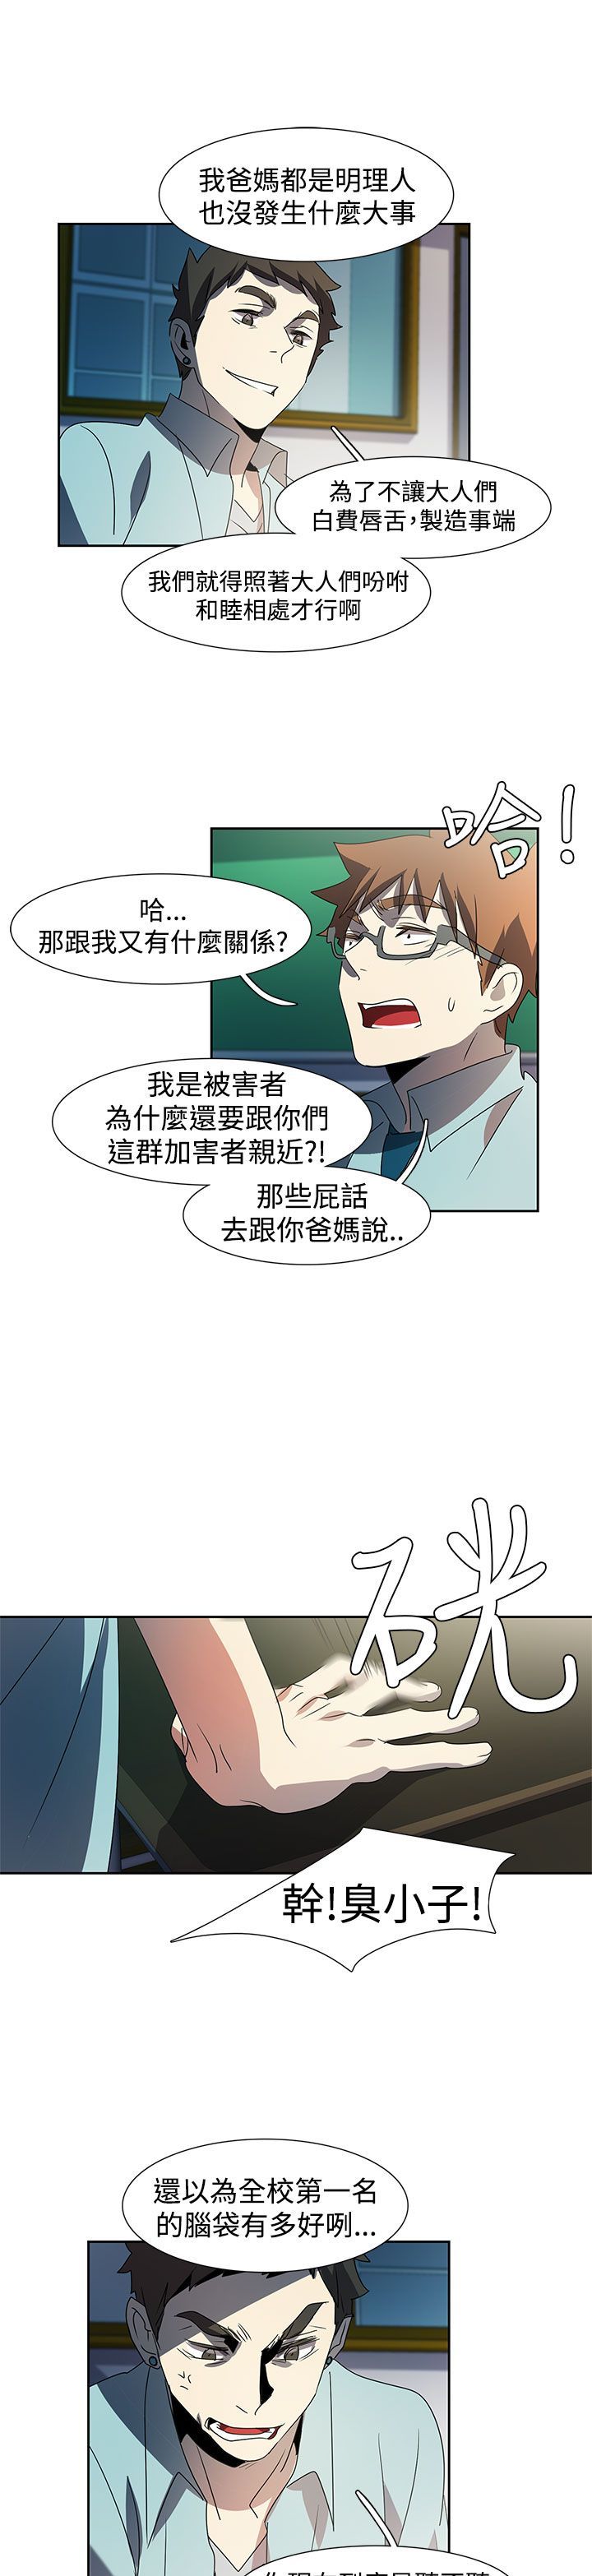 我爸媽都是明理人
也沒發生什麼大事
為了不讓大人們
白費唇舌，製造事端
我們就得照著大人們吩咐
和睦相處才行啊
哈！
哈…
那跟我又有什麼關係？
我是被害者
為什麼還要跟你們
這群加害者親近?!
那些屁話
去跟你爸媽說..
砰
幹！臭小子！
還以為全校第一名
的腦袋有多好咧…